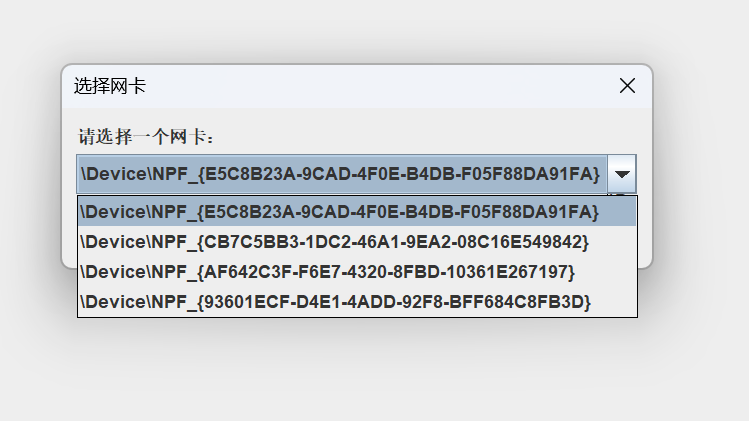 选择网卡
请选择一个网卡：
\Device\NPF_{E5C8B23A-9CAD-4F0E-B4DB-F05F88DA91FA}
\Device\NPF_{E5C8B23A-9CAD-4F0E-B4DB-F05F88DA91FA}
\Device\NPF_{CB7C5BB3-1DC2-46A1-9EA2-08C16E549842}
\Device\NPF_{AF642C3F-F6E7-4320-8FBD-10361E267197}
\Device\NPF_{93601ECF-D4E1-4ADD-92F8-BFF684C8FB3D}